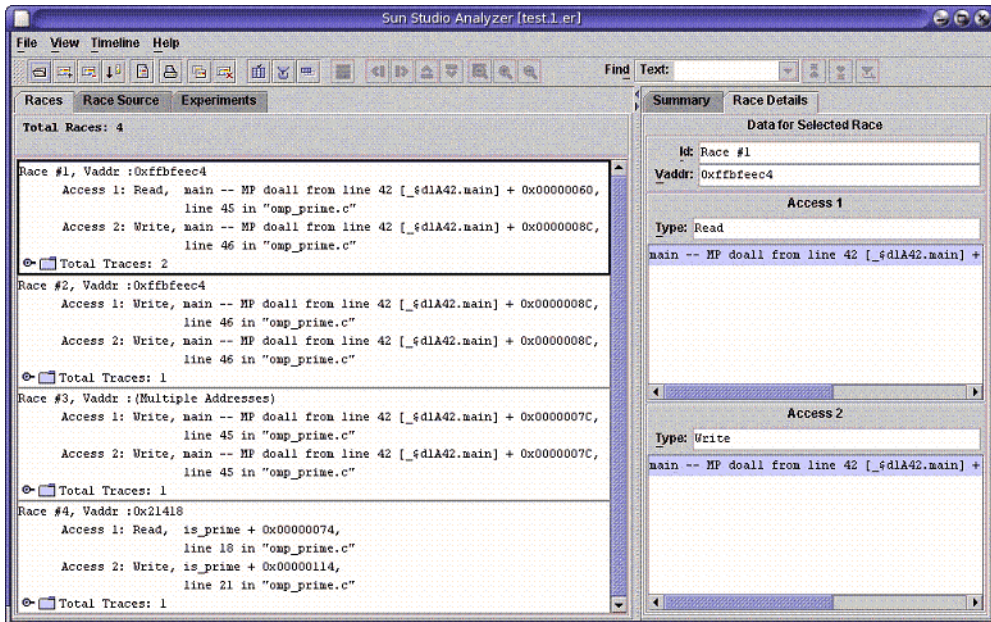 Sun Studio Analyzer [test.1.er]
File View Timeline Help
Find Text:
Races Race Source Experiments
Total Races: 4
Race #1, Vaddr :0xffbfeec4
Access 1: Read, main -- MP doall from line 42 [_$d1A42.main] + 0x00000060,
line 45 in "omp_prime.c"
Access 2: Write, main -- MP doall from line 42 [_$d1A42.main] + 0x0000008C,
line 46 in "omp_prime.c"
Total Traces: 2
Race #2, Vaddr :0xffbfeec4
Access 1: Write, main -- MP doall from line 42 [_$d1A42.main] + 0x0000008C,
line 46 in "omp_prime.c"
Access 2: Write, main -- MP doall from line 42 [_$d1A42.main] + 0x0000008C,
line 46 in "omp_prime.c"
Total Traces: 1
Race #3, Vaddr :(Multiple Addresses)
Access 1: Write, main -- MP doall from line 42 [_$d1A42.main] + 0x0000007C,
line 45 in "omp_prime.c"
Access 2: Write, main -- MP doall from line 42 [_$d1A42.main] + 0x0000007C,
line 45 in "omp_prime.c"
Total Traces: 1
Race #4, Vaddr :0x21418
Access 1: Read, is_prime + 0x00000074,
line 18 in "omp_prime.c"
Access 2: Write, is_prime + 0x00000114,
line 21 in "omp_prime.c"
Total Traces: 1
Summary Race Details
Data for Selected Race
Id: Race #1
Vaddr: 0xffbfeec4
Access 1
Type: Read
main -- MP doall from line 42 [_$d1A42.main] +
Access 2
Type: Write
main -- MP doall from line 42 [_$d1A42.main] +